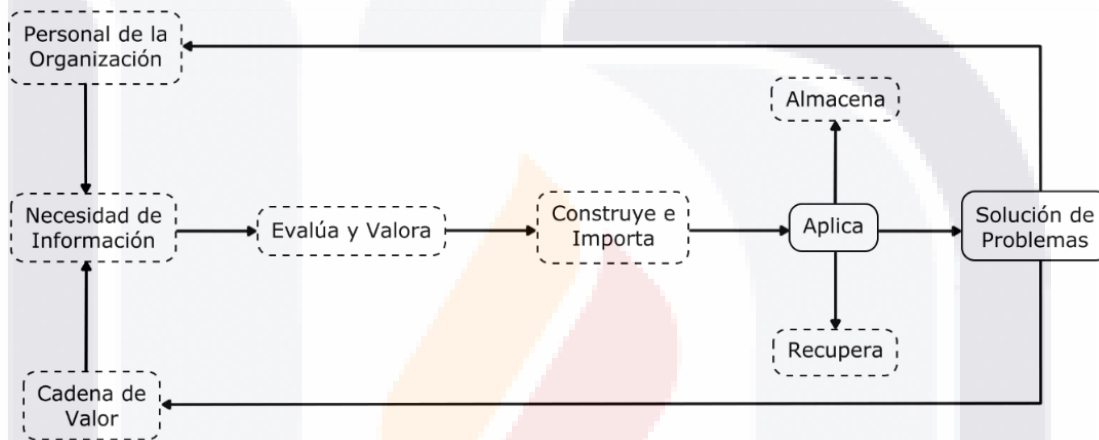 Personal de la
Organización
Almacena
Necesidad de
Información
Evalúa y Valora
Construye e
Importa
Aplica
Solución de
Problemas
Recupera
Cadena de
Valor